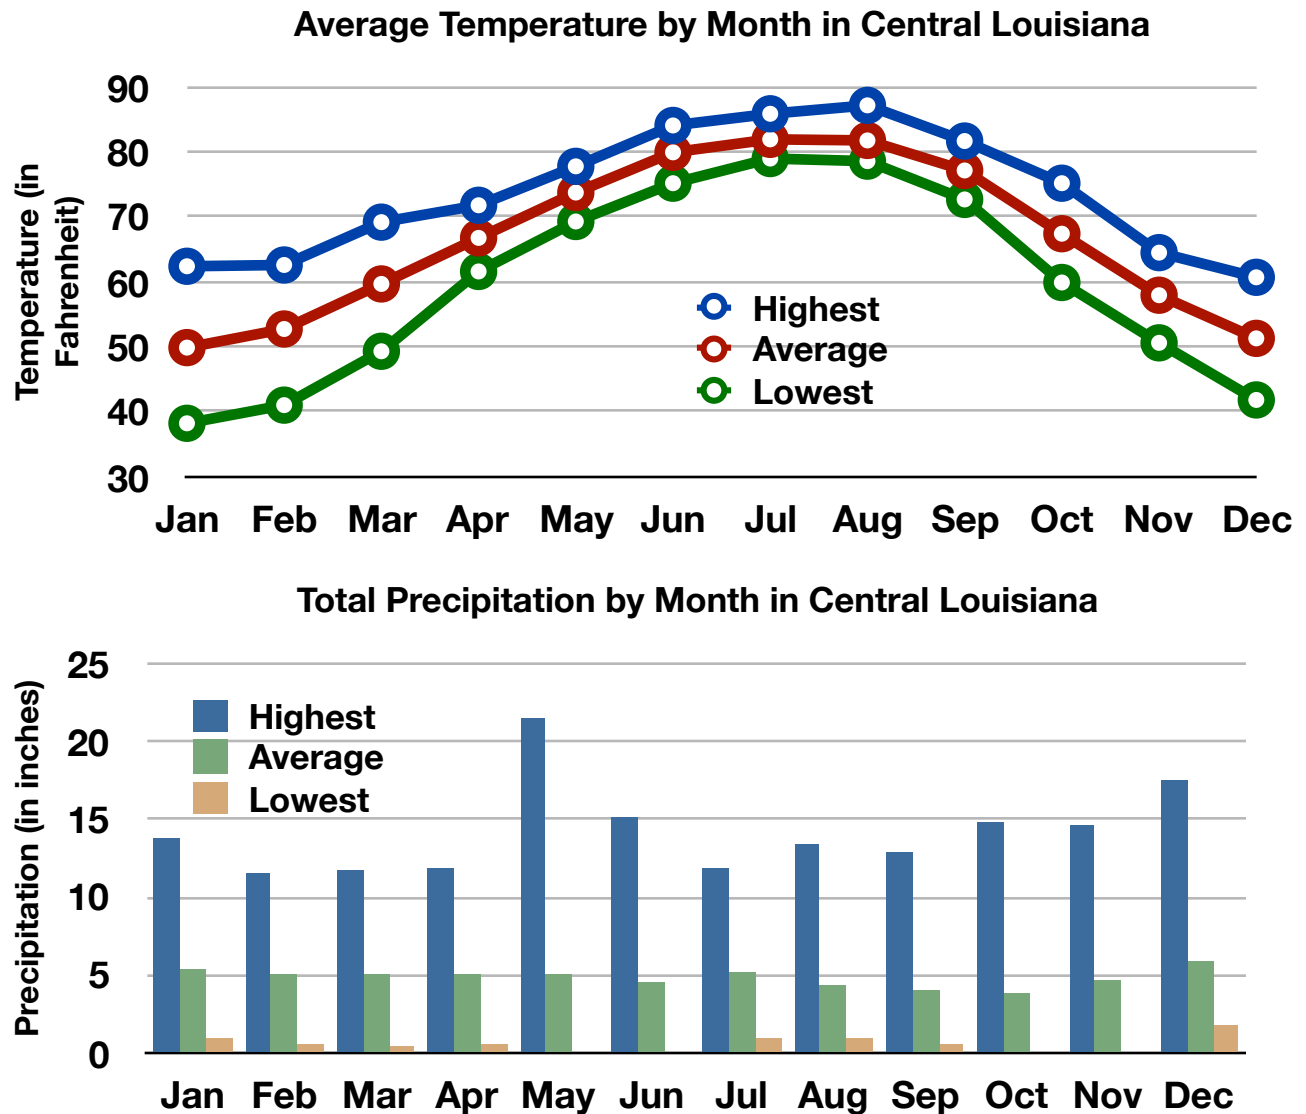 Average Temperature by Month in Central Louisiana
90
80
70
60
50
40
30
Temperature (in
Fahrenheit)
Highest
Average
Lowest
Jan Feb Mar Apr May Jun Jul Aug Sep Oct Nov Dec
Total Precipitation by Month in Central Louisiana
25
20
15
10
5
0
Precipitation (in inches)
Highest
Average
Lowest
Jan Feb Mar Apr May Jun Jul Aug Sep Oct Nov Dec